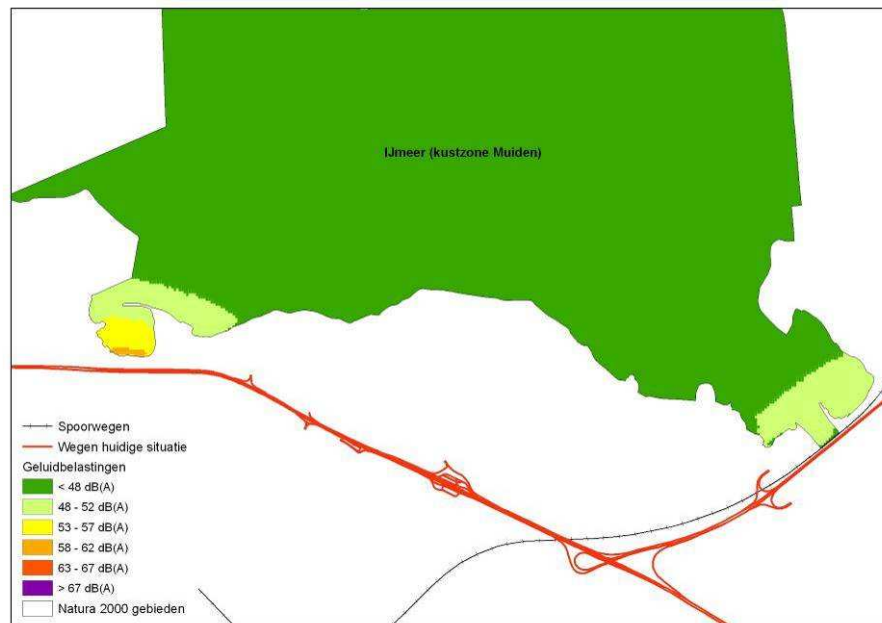 IJmeer (kustzone Muiden)
Spoorwegen
Wegen huidige situatie
Geluidbelastingen
< 48 dB(A)
48 - 52 dB(A)
53 - 57 dB(A)
58 - 62 dB(A)
63 - 67 dB(A)
> 67 dB(A)
Natura 2000 gebieden